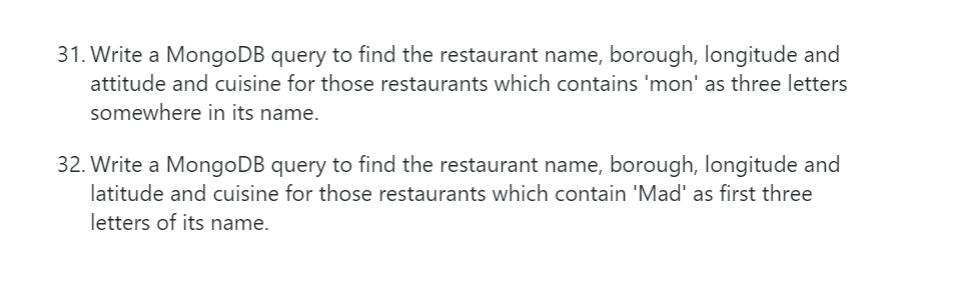 31. Write a MongoDB query to find the restaurant name, borough, longitude and
attitude and cuisine for those restaurants which contains 'mon' as three letters
somewhere in its name.
32. Write a MongoDB query to find the restaurant name, borough, longitude and
latitude and cuisine for those restaurants which contain 'Mad' as first three
letters of its name.